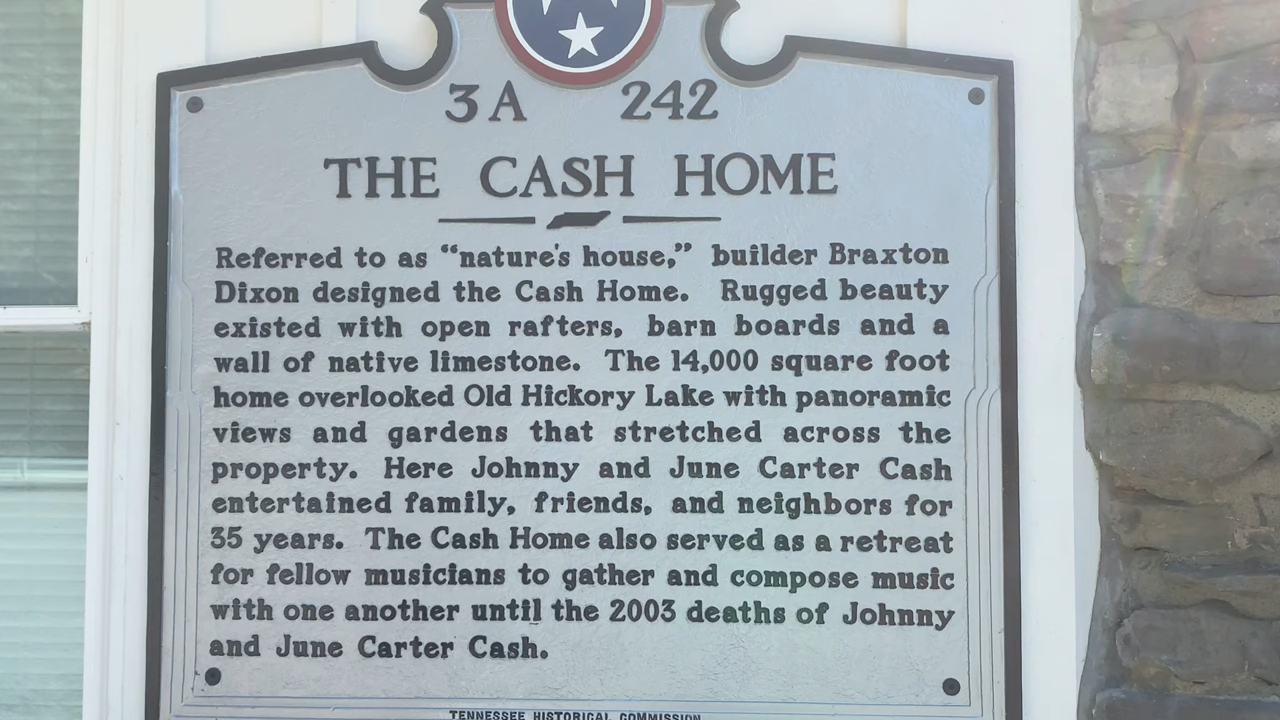 3A 242
THE CASH HOME
Referred to as “nature's house,” builder Braxton
Dixon designed the Cash Home. Rugged beauty
existed with open rafters, barn boards and a
wall of native limestone. The 14,000 square foot
home overlooked Old Hickory Lake with panoramic
views and gardens that stretched across the
property. Here Johnny and June Carter Cash
entertained family, friends, and neighbors for
35 years. The Cash Home also served as a retreat
for fellow musicians to gather and compose music
with one another until the 2003 deaths of Johnny
and June Carter Cash.
TENNESSEE HISTORICAL COMMISSION